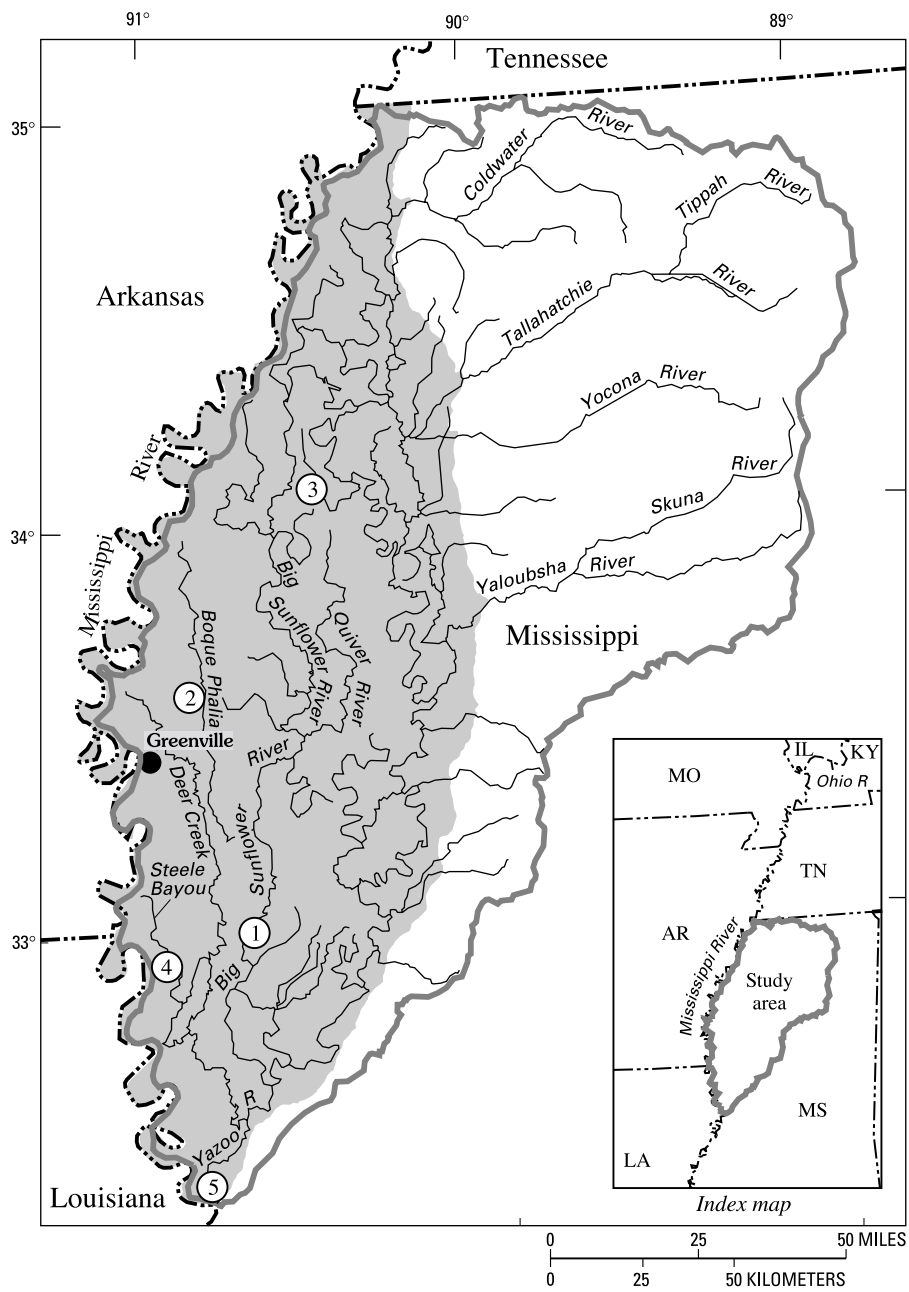 91°
90°
89°
Tennessee
35°
Coldwater
River
Tippah
River
Arkansas
Tallahatchie
River
Yocona
River
River
River
Skuna
3
34°
Mississippi
Yaloubsha
River
Big
Sunflower
River
Quiver
River
Boque Phalia
Mississippi
2
Greenville
River
Deer Creek
Sunflower
Steele
Bayou
1
33°
4
Big
Yazoo R
5
Louisiana
MO
IL
KY
Ohio R
TN
AR
Mississippi River
Study
area
MS
LA
Index map
0 25 50 MILES
0 25 50 KILOMETERS